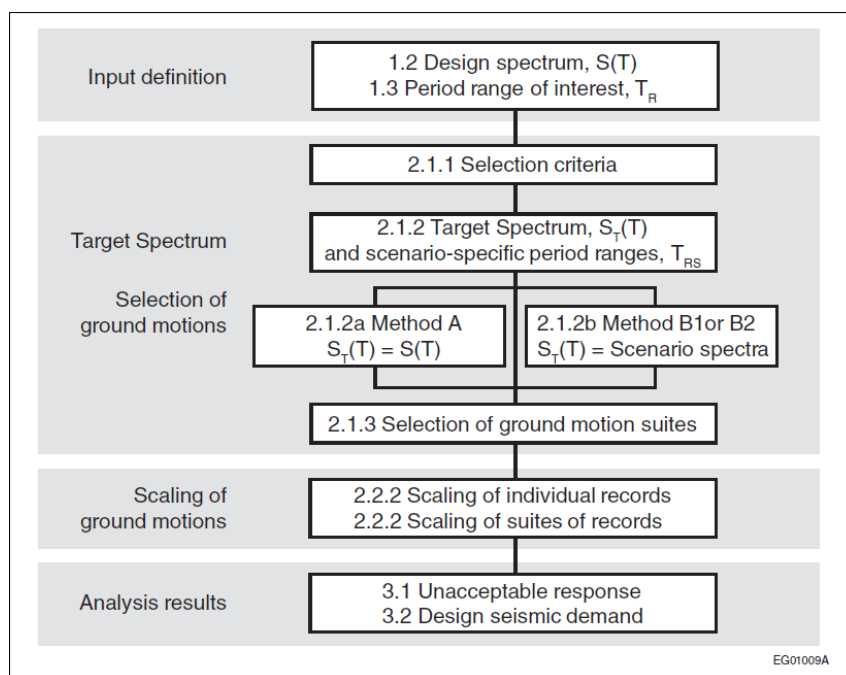 Input definition
1.2 Design spectrum, S(T)
1.3 Period range of interest, T_R
2.1.1 Selection criteria
Target Spectrum
2.1.2 Target Spectrum, S_T(T)
and scenario-specific period ranges, T_RS
Selection of
ground motions
2.1.2a Method A
S_T(T) = S(T)
2.1.2b Method B1or B2
S_T(T) = Scenario spectra
2.1.3 Selection of ground motion suites
Scaling of
ground motions
2.2.2 Scaling of individual records
2.2.2 Scaling of suites of records
Analysis results
3.1 Unacceptable response
3.2 Design seismic demand
EG01009A